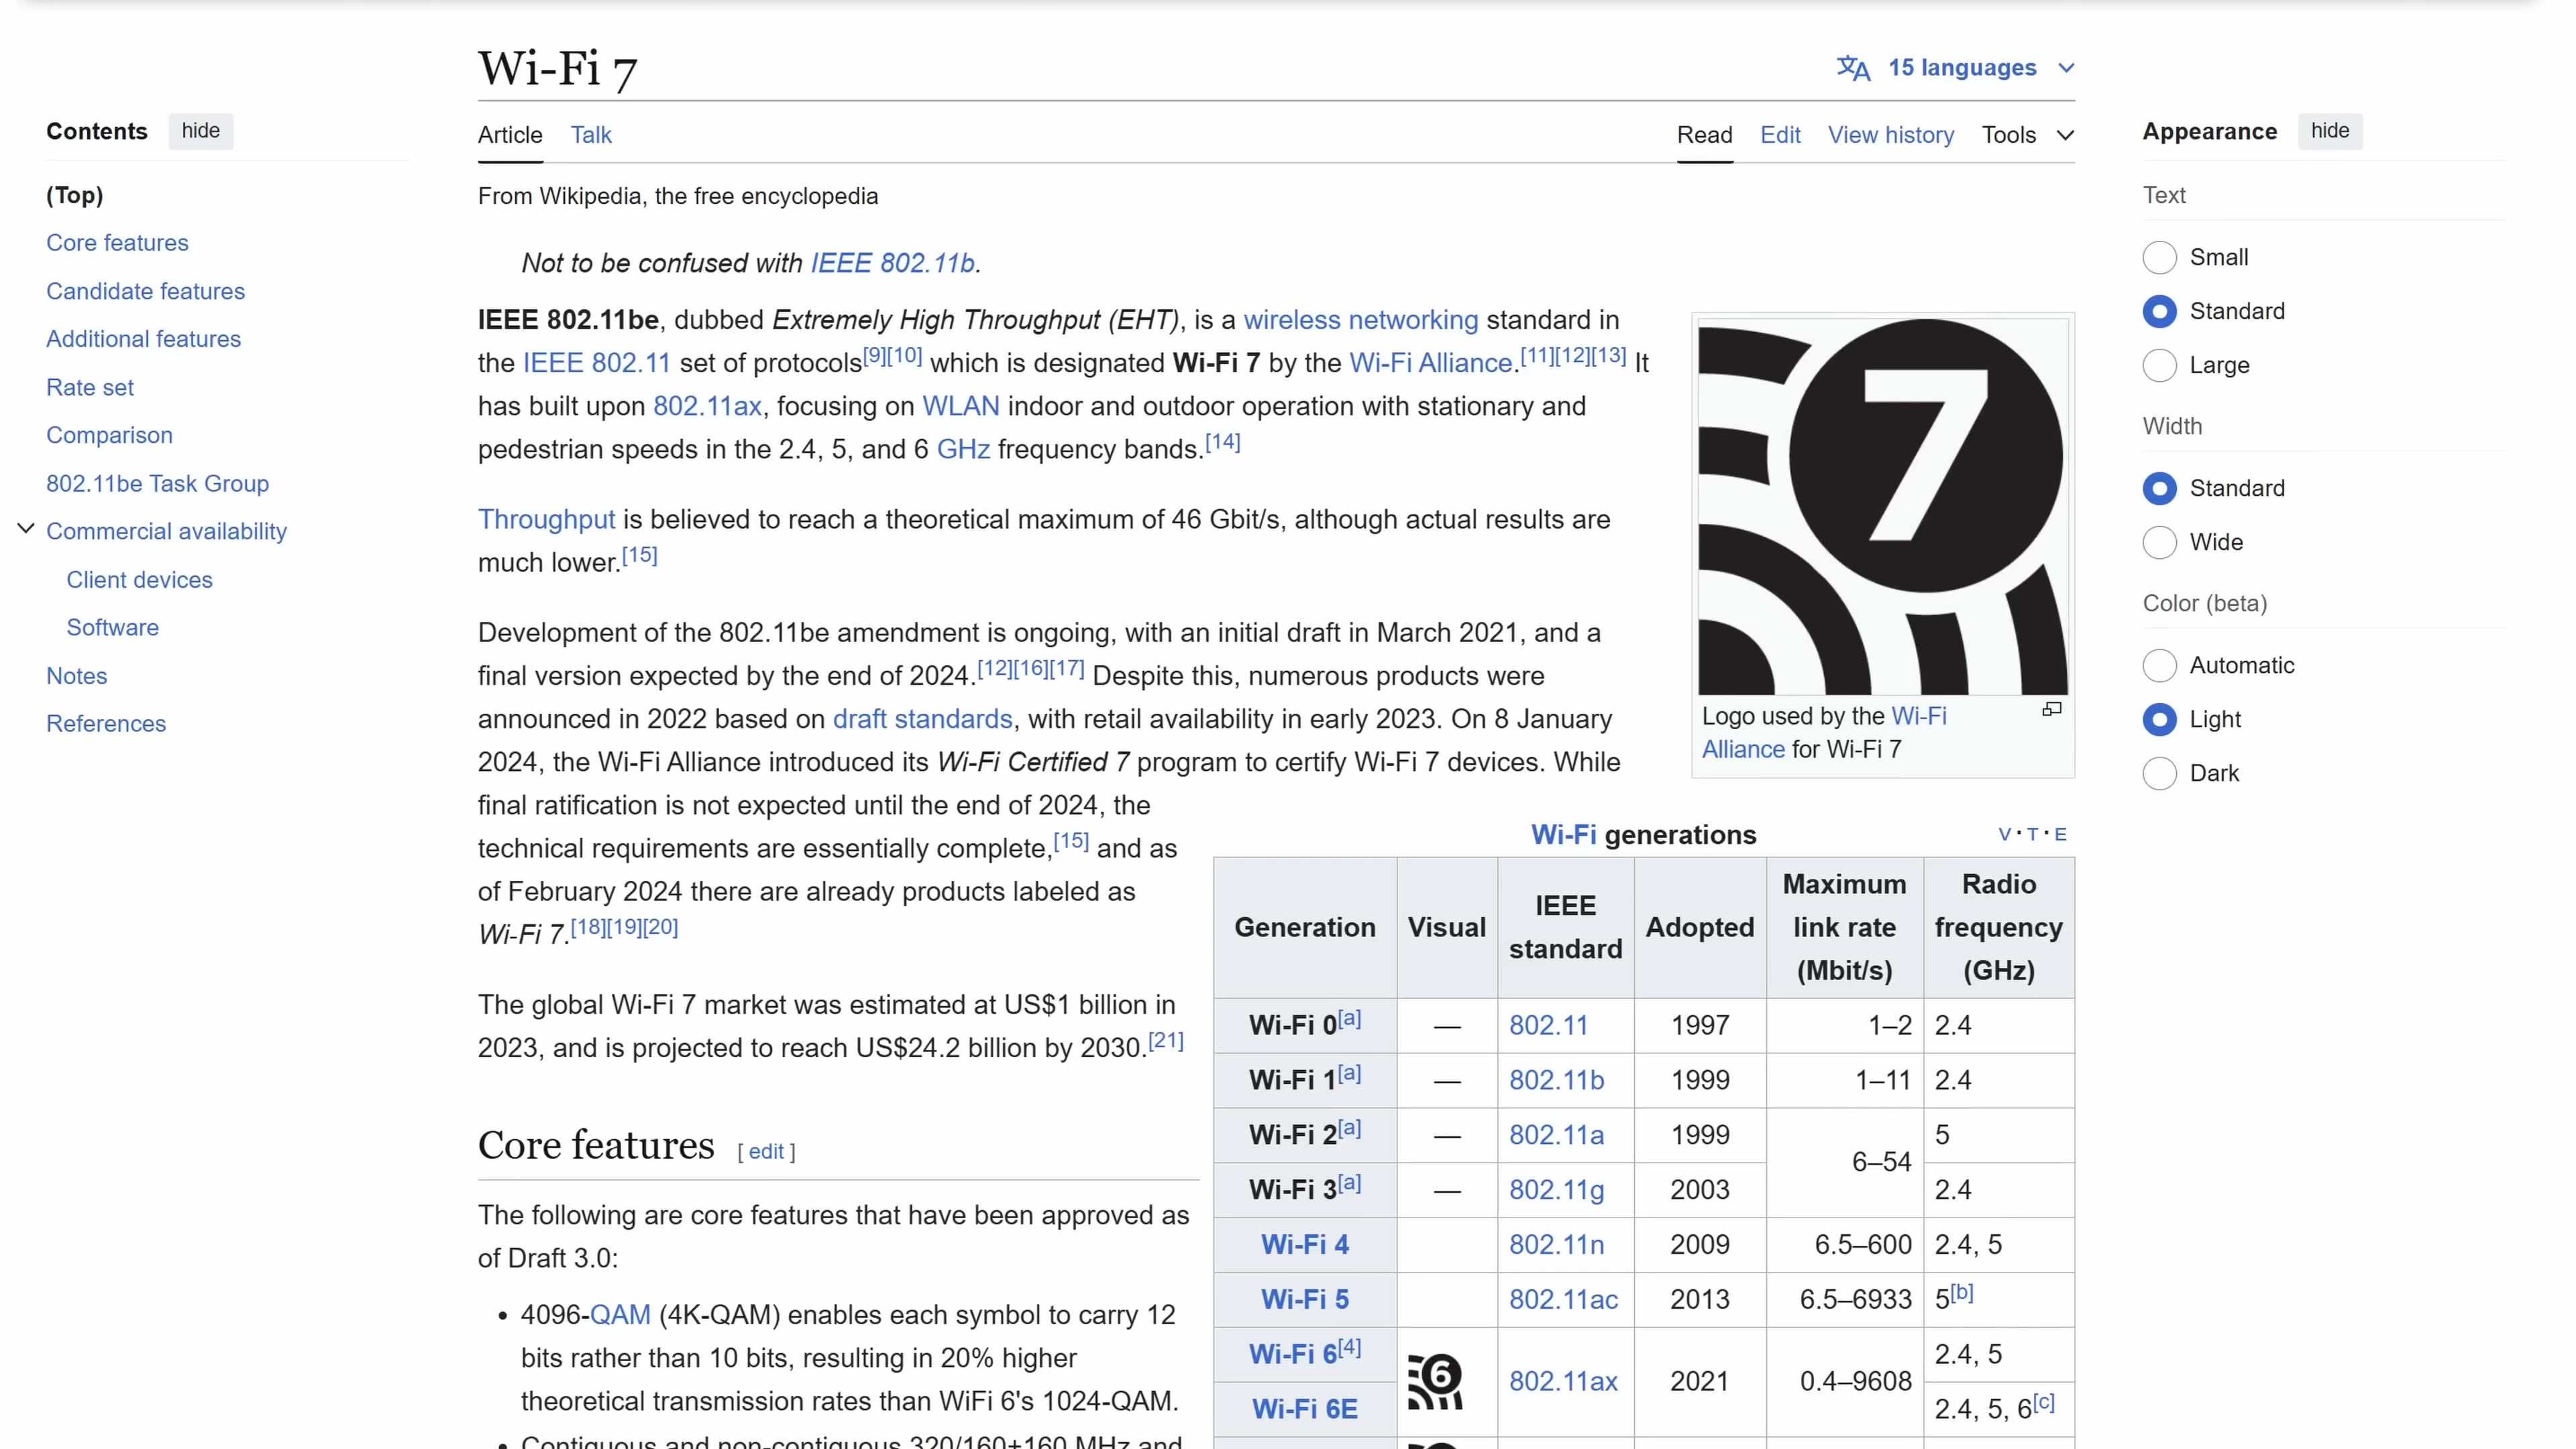 Wi-Fi 7
15 languages
Contents hide
Article Talk
Read Edit View history Tools
Appearance hide
(Top)
Core features
Candidate features
Additional features
Rate set
Comparison
802.11be Task Group
Commercial availability
Client devices
Software
Notes
References
From Wikipedia, the free encyclopedia
Not to be confused with IEEE 802.11b.
IEEE 802.11be, dubbed Extremely High Throughput (EHT), is a wireless networking standard in
the IEEE 802.11 set of protocols[9][10] which is designated Wi-Fi 7 by the Wi-Fi Alliance.[11][12][13] It
has built upon 802.11ax, focusing on WLAN indoor and outdoor operation with stationary and
pedestrian speeds in the 2.4, 5, and 6 GHz frequency bands.[14]
Throughput is believed to reach a theoretical maximum of 46 Gbit/s, although actual results are
much lower.[15]
Development of the 802.11be amendment is ongoing, with an initial draft in March 2021, and a
final version expected by the end of 2024.[12][16][17] Despite this, numerous products were
announced in 2022 based on draft standards, with retail availability in early 2023. On 8 January
2024, the Wi-Fi Alliance introduced its Wi-Fi Certified 7 program to certify Wi-Fi 7 devices. While
final ratification is not expected until the end of 2024, the
technical requirements are essentially complete,[15] and as
of February 2024 there are already products labeled as
Wi-Fi 7.[18][19][20]
The global Wi-Fi 7 market was estimated at US$1 billion in
2023, and is projected to reach US$24.2 billion by 2030.[21]
Core features [ edit ]
The following are core features that have been approved as
of Draft 3.0:
• 4096-QAM (4K-QAM) enables each symbol to carry 12
bits rather than 10 bits, resulting in 20% higher
theoretical transmission rates than WiFi 6's 1024-QAM.
• Contiguous and non-contiguous 320/160+160 MHz and
7
Logo used by the Wi-Fi
Alliance for Wi-Fi 7
Wi-Fi generations V · T · E
Generation Visual IEEE standard Adopted Maximum link rate (Mbit/s) Radio frequency (GHz)
Wi-Fi 0[a] — 802.11 1997 1–2 2.4
Wi-Fi 1[a] — 802.11b 1999 1–11 2.4
Wi-Fi 2[a] — 802.11a 1999 6–54 5
Wi-Fi 3[a] — 802.11g 2003 2.4
Wi-Fi 4 802.11n 2009 6.5–600 2.4, 5
Wi-Fi 5 802.11ac 2013 6.5–6933 5[b]
Wi-Fi 6[4] 6 802.11ax 2021 0.4–9608 2.4, 5
Wi-Fi 6E 2.4, 5, 6[c]
Text
Small
Standard
Large
Width
Standard
Wide
Color (beta)
Automatic
Light
Dark